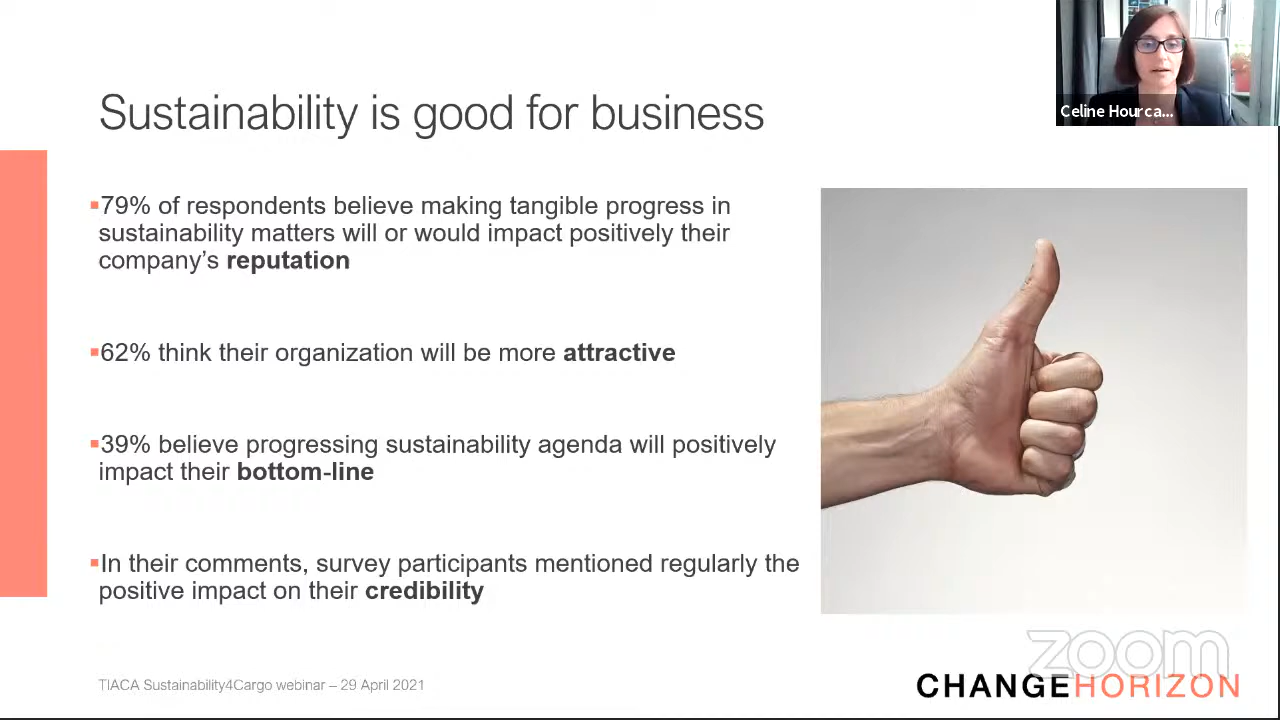 Celine Hourca...
Sustainability is good for business
▪79% of respondents believe making tangible progress in
sustainability matters will or would impact positively their
company's reputation
▪62% think their organization will be more attractive
▪39% believe progressing sustainability agenda will positively
impact their bottom-line
▪In their comments, survey participants mentioned regularly the
positive impact on their credibility
zoom
TIACA Sustainability4Cargo webinar – 29 April 2021
CHANGEHORIZON